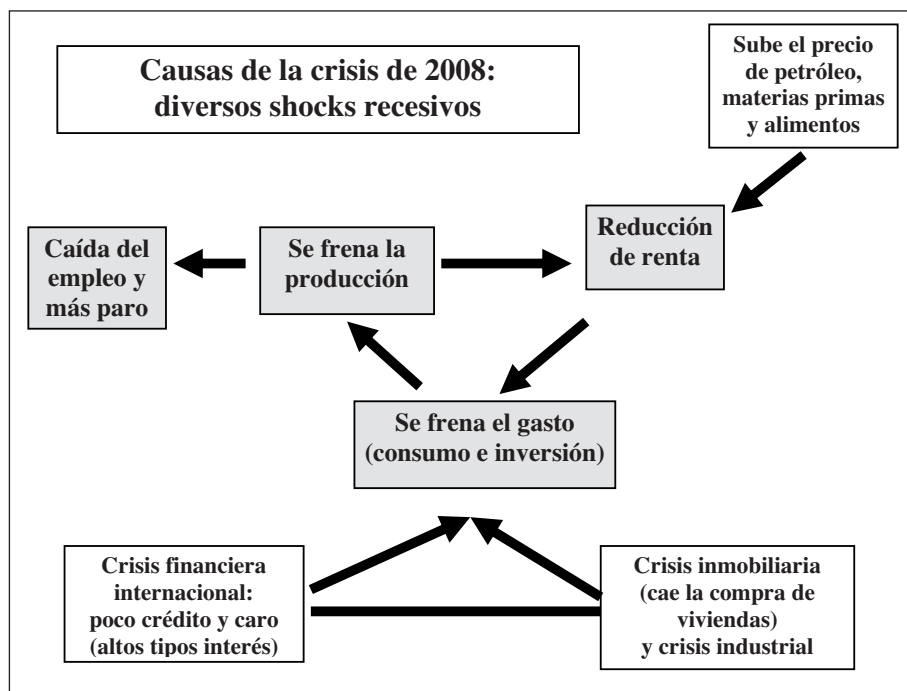 Causas de la crisis de 2008:
diversos shocks recesivos
Sube el precio
de petróleo,
materias primas
y alimentos
Caída del
empleo y
más paro
Se frena la
producción
Reducción
de renta
Se frena el gasto
(consumo e inversión)
Crisis financiera
internacional:
poco crédito y caro
(altos tipos interés)
Crisis inmobiliaria
(cae la compra de
viviendas)
y crisis industrial